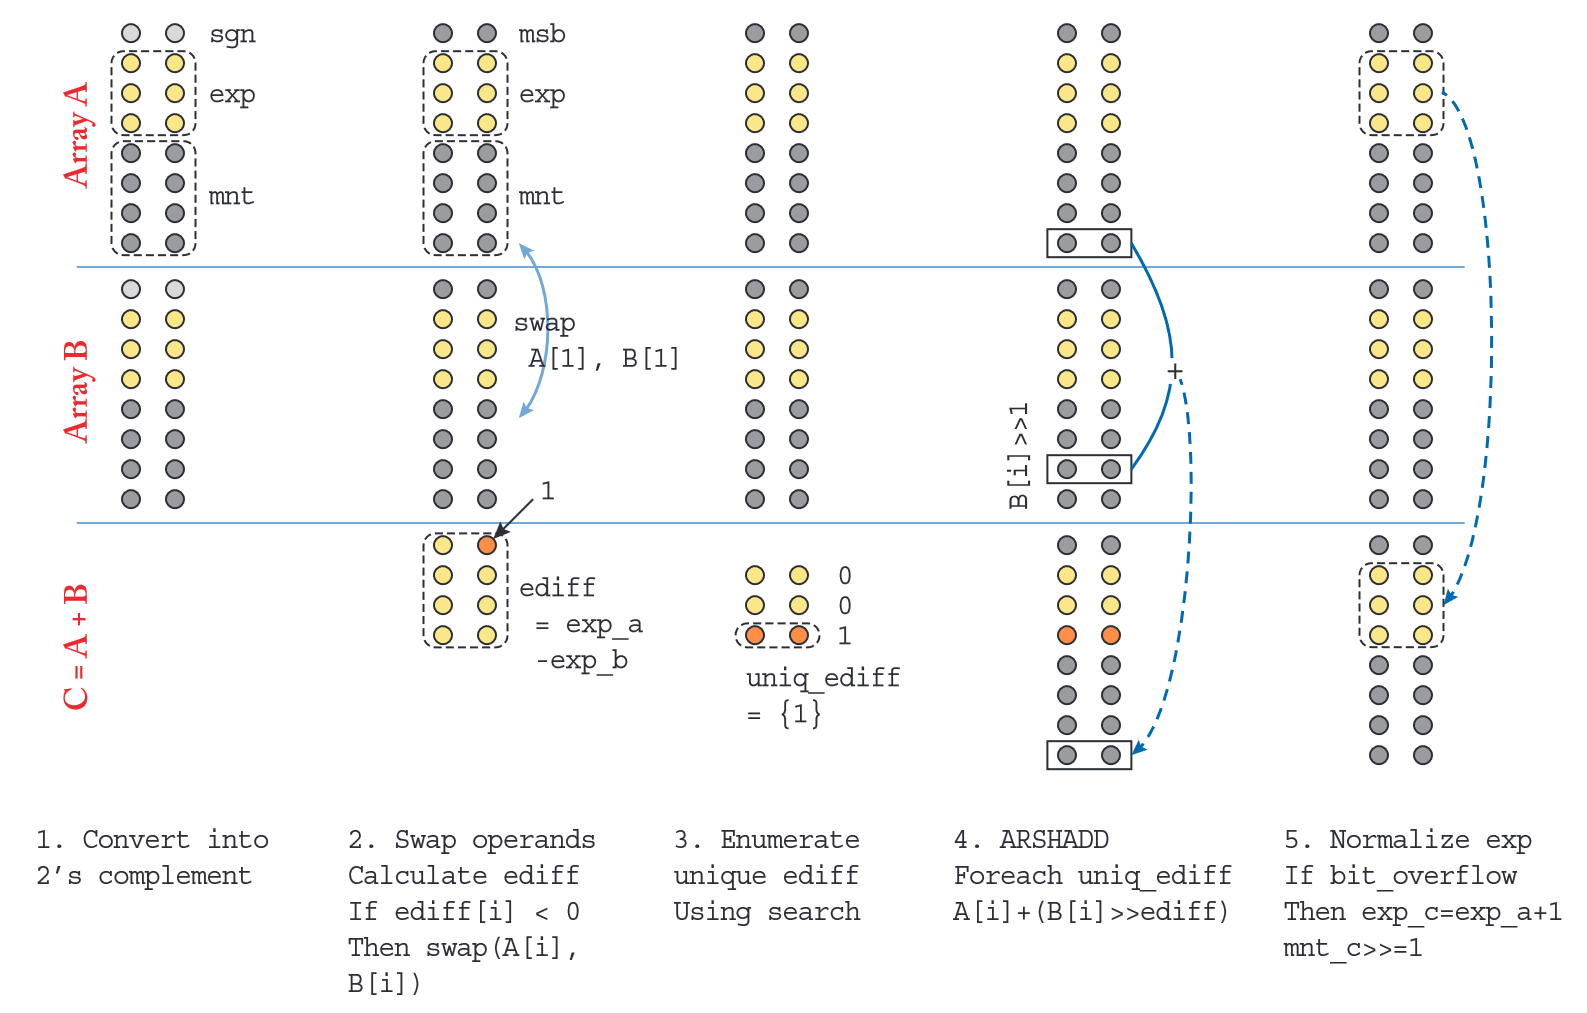 Array A
sgn
exp
mnt
msb
exp
mnt
Array B
swap
A[1], B[1]
B[i]>>1
+
C = A + B
1
ediff
= exp_a
-exp_b
0
0
1
uniq_ediff
= {1}
1. Convert into
2’s complement
2. Swap operands
Calculate ediff
If ediff[i] < 0
Then swap(A[i],
B[i])
3. Enumerate
unique ediff
Using search
4. ARSHADD
Foreach uniq_ediff
A[i]+(B[i]>>ediff)
5. Normalize exp
If bit_overflow
Then exp_c=exp_a+1
mnt_c>>=1